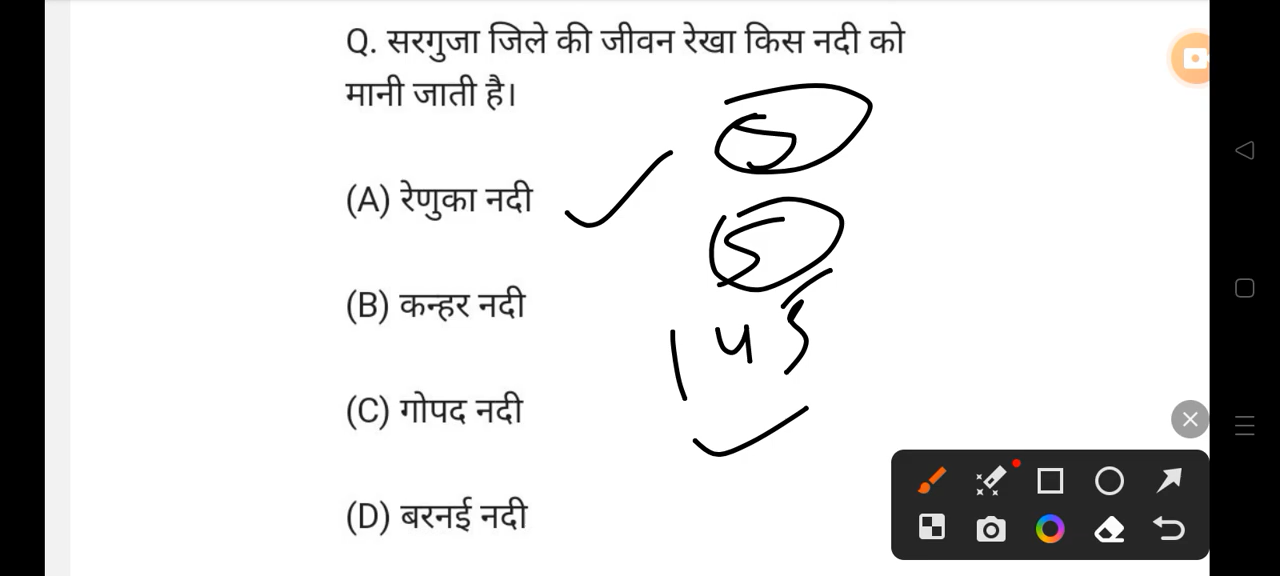 Q. सरगुजा जिले की जीवन रेखा किस नदी को
मानी जाती है।
(A) रेणुका नदी
(B) कन्हर नदी
(C) गोपद नदी
(D) बरनई नदी